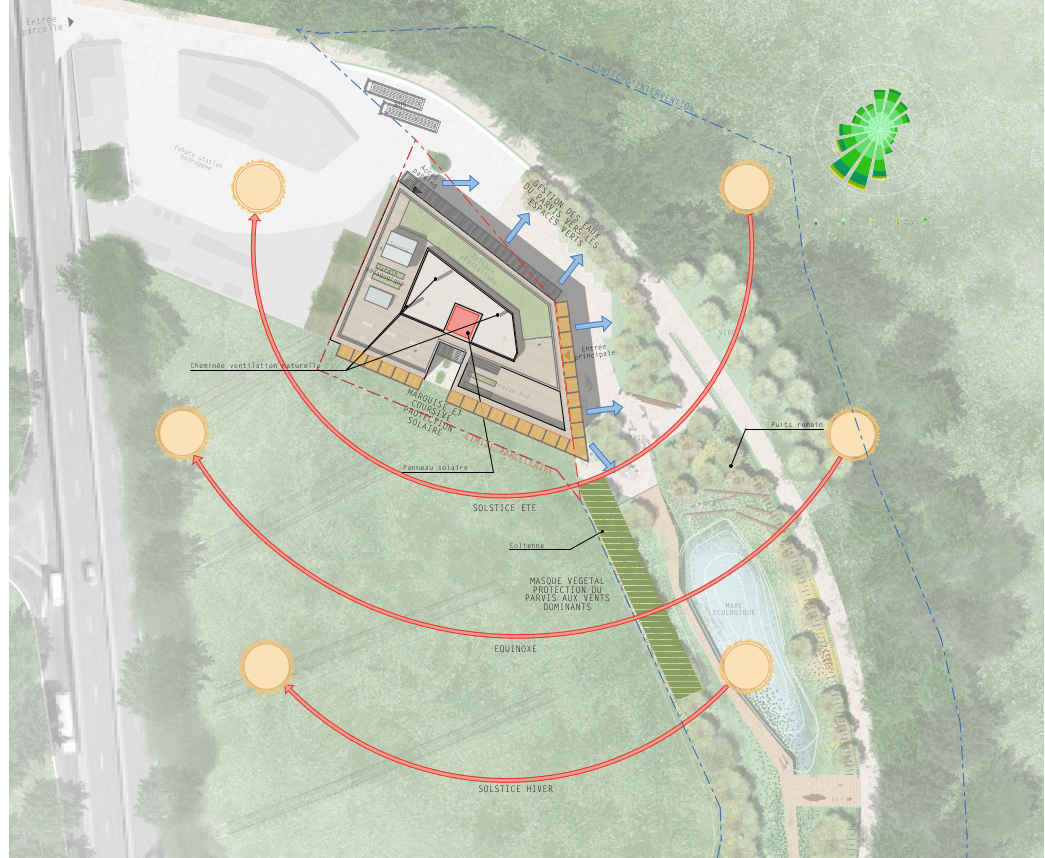 Entrée
parcelle
LIMITE D'INTERVENTION
Future station
hydrogène
Accès
parking
GESTION DES EAUX
DU PARVIS VERS LES
ESPACES VERTS
Entrée
principale
Cheminée ventilation naturelle
MARQUISE ET
COURSIVE
PROTECTION
SOLAIRE
LIMITE PARCELLAIRE
Puits romain
Panneau solaire
SOLSTICE ETE
Eolienne
MASQUE VEGETAL
PROTECTION DU
PARVIS AUX VENTS
DOMINANTS
MARE
ECOLOGIQUE
EQUINOXE
SOLSTICE HIVER